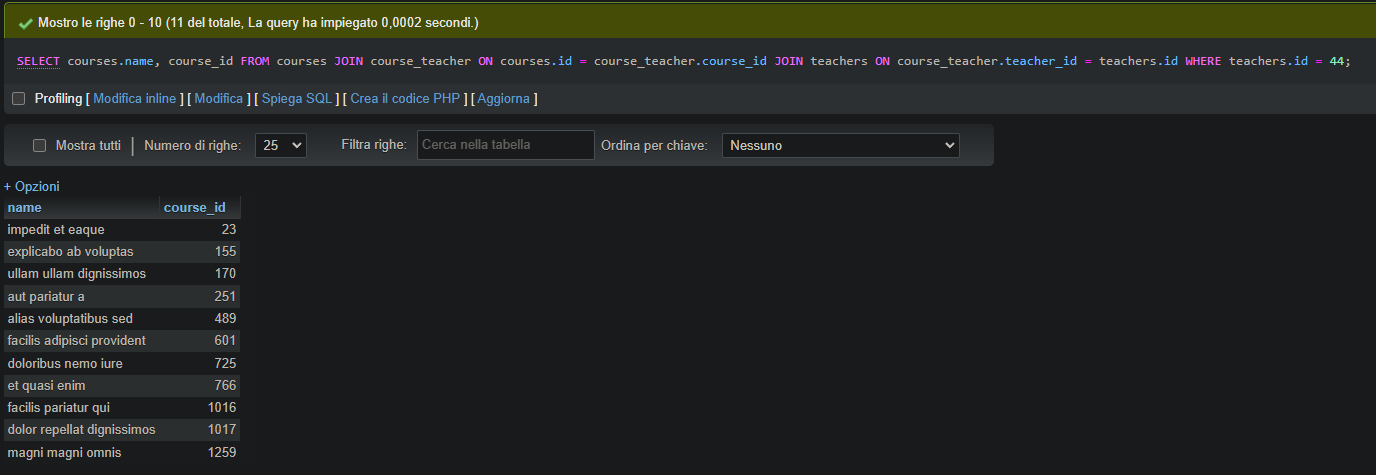 Mostro le righe 0 - 10 (11 del totale, La query ha impiegato 0,0002 secondi.)
SELECT courses.name, course_id FROM courses JOIN course_teacher ON courses.id = course_teacher.course_id JOIN teachers ON course_teacher.teacher_id = teachers.id WHERE teachers.id = 44;
Profiling [ Modifica inline ] [ Modifica ] [ Spiega SQL ] [ Crea il codice PHP ] [ Aggiorna ]
Mostra tutti | Numero di righe: 25 Filtra righe: Cerca nella tabella Ordina per chiave: Nessuno
+ Opzioni
name course_id
impedit et eaque 23
explicabo ab voluptas 155
ullam ullam dignissimos 170
aut pariatur a 251
alias voluptatibus sed 489
facilis adipisci provident 601
doloribus nemo iure 725
et quasi enim 766
facilis pariatur qui 1016
dolor repellat dignissimos 1017
magni magni omnis 1259